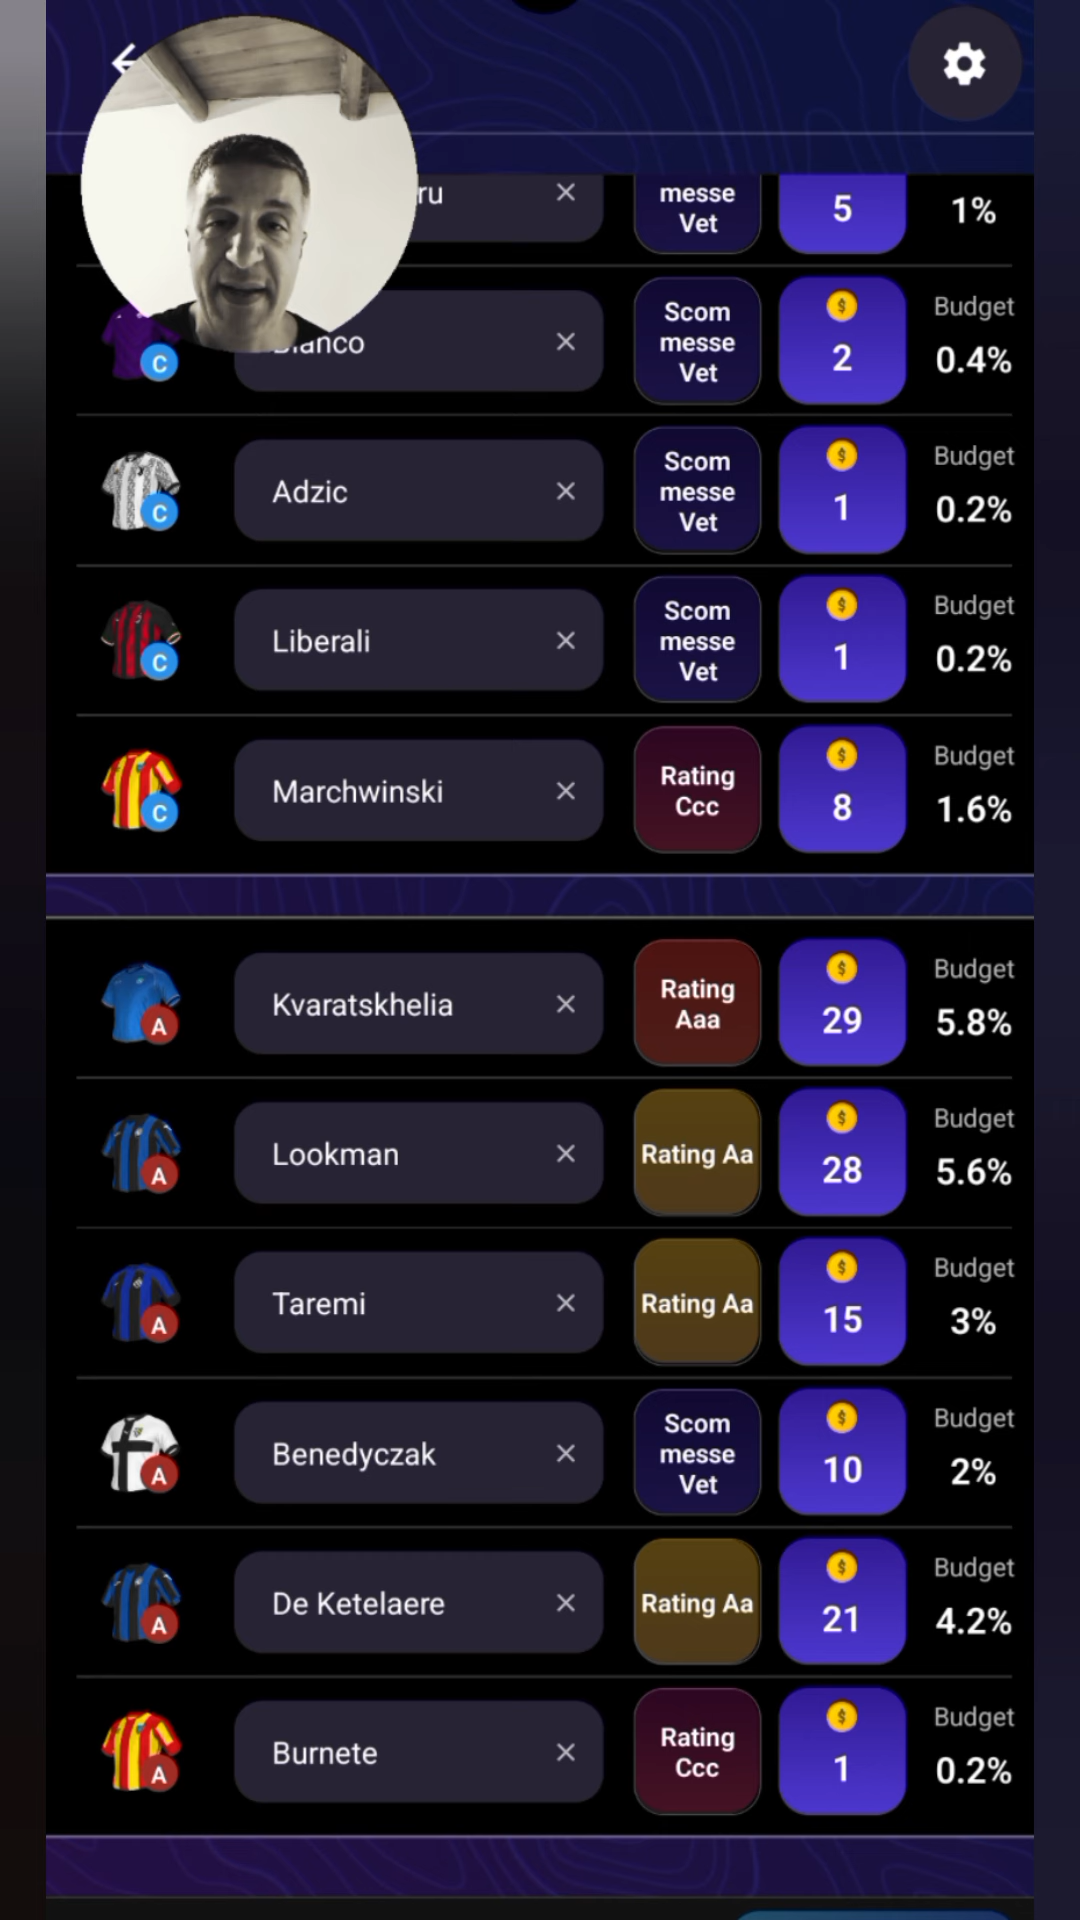 ru
messe
Vet
5
1%
C
Bianco
Scom
messe
Vet
2
Budget
0.4%
C
Adzic
Scom
messe
Vet
1
Budget
0.2%
C
Liberali
Scom
messe
Vet
1
Budget
0.2%
C
Marchwinski
Rating
Ccc
8
Budget
1.6%
A
Kvaratskhelia
Rating
Aaa
29
Budget
5.8%
A
Lookman
Rating Aa
28
Budget
5.6%
A
Taremi
Rating Aa
15
Budget
3%
A
Benedyczak
Scom
messe
Vet
10
Budget
2%
A
De Ketelaere
Rating Aa
21
Budget
4.2%
A
Burnete
Rating
Ccc
1
Budget
0.2%